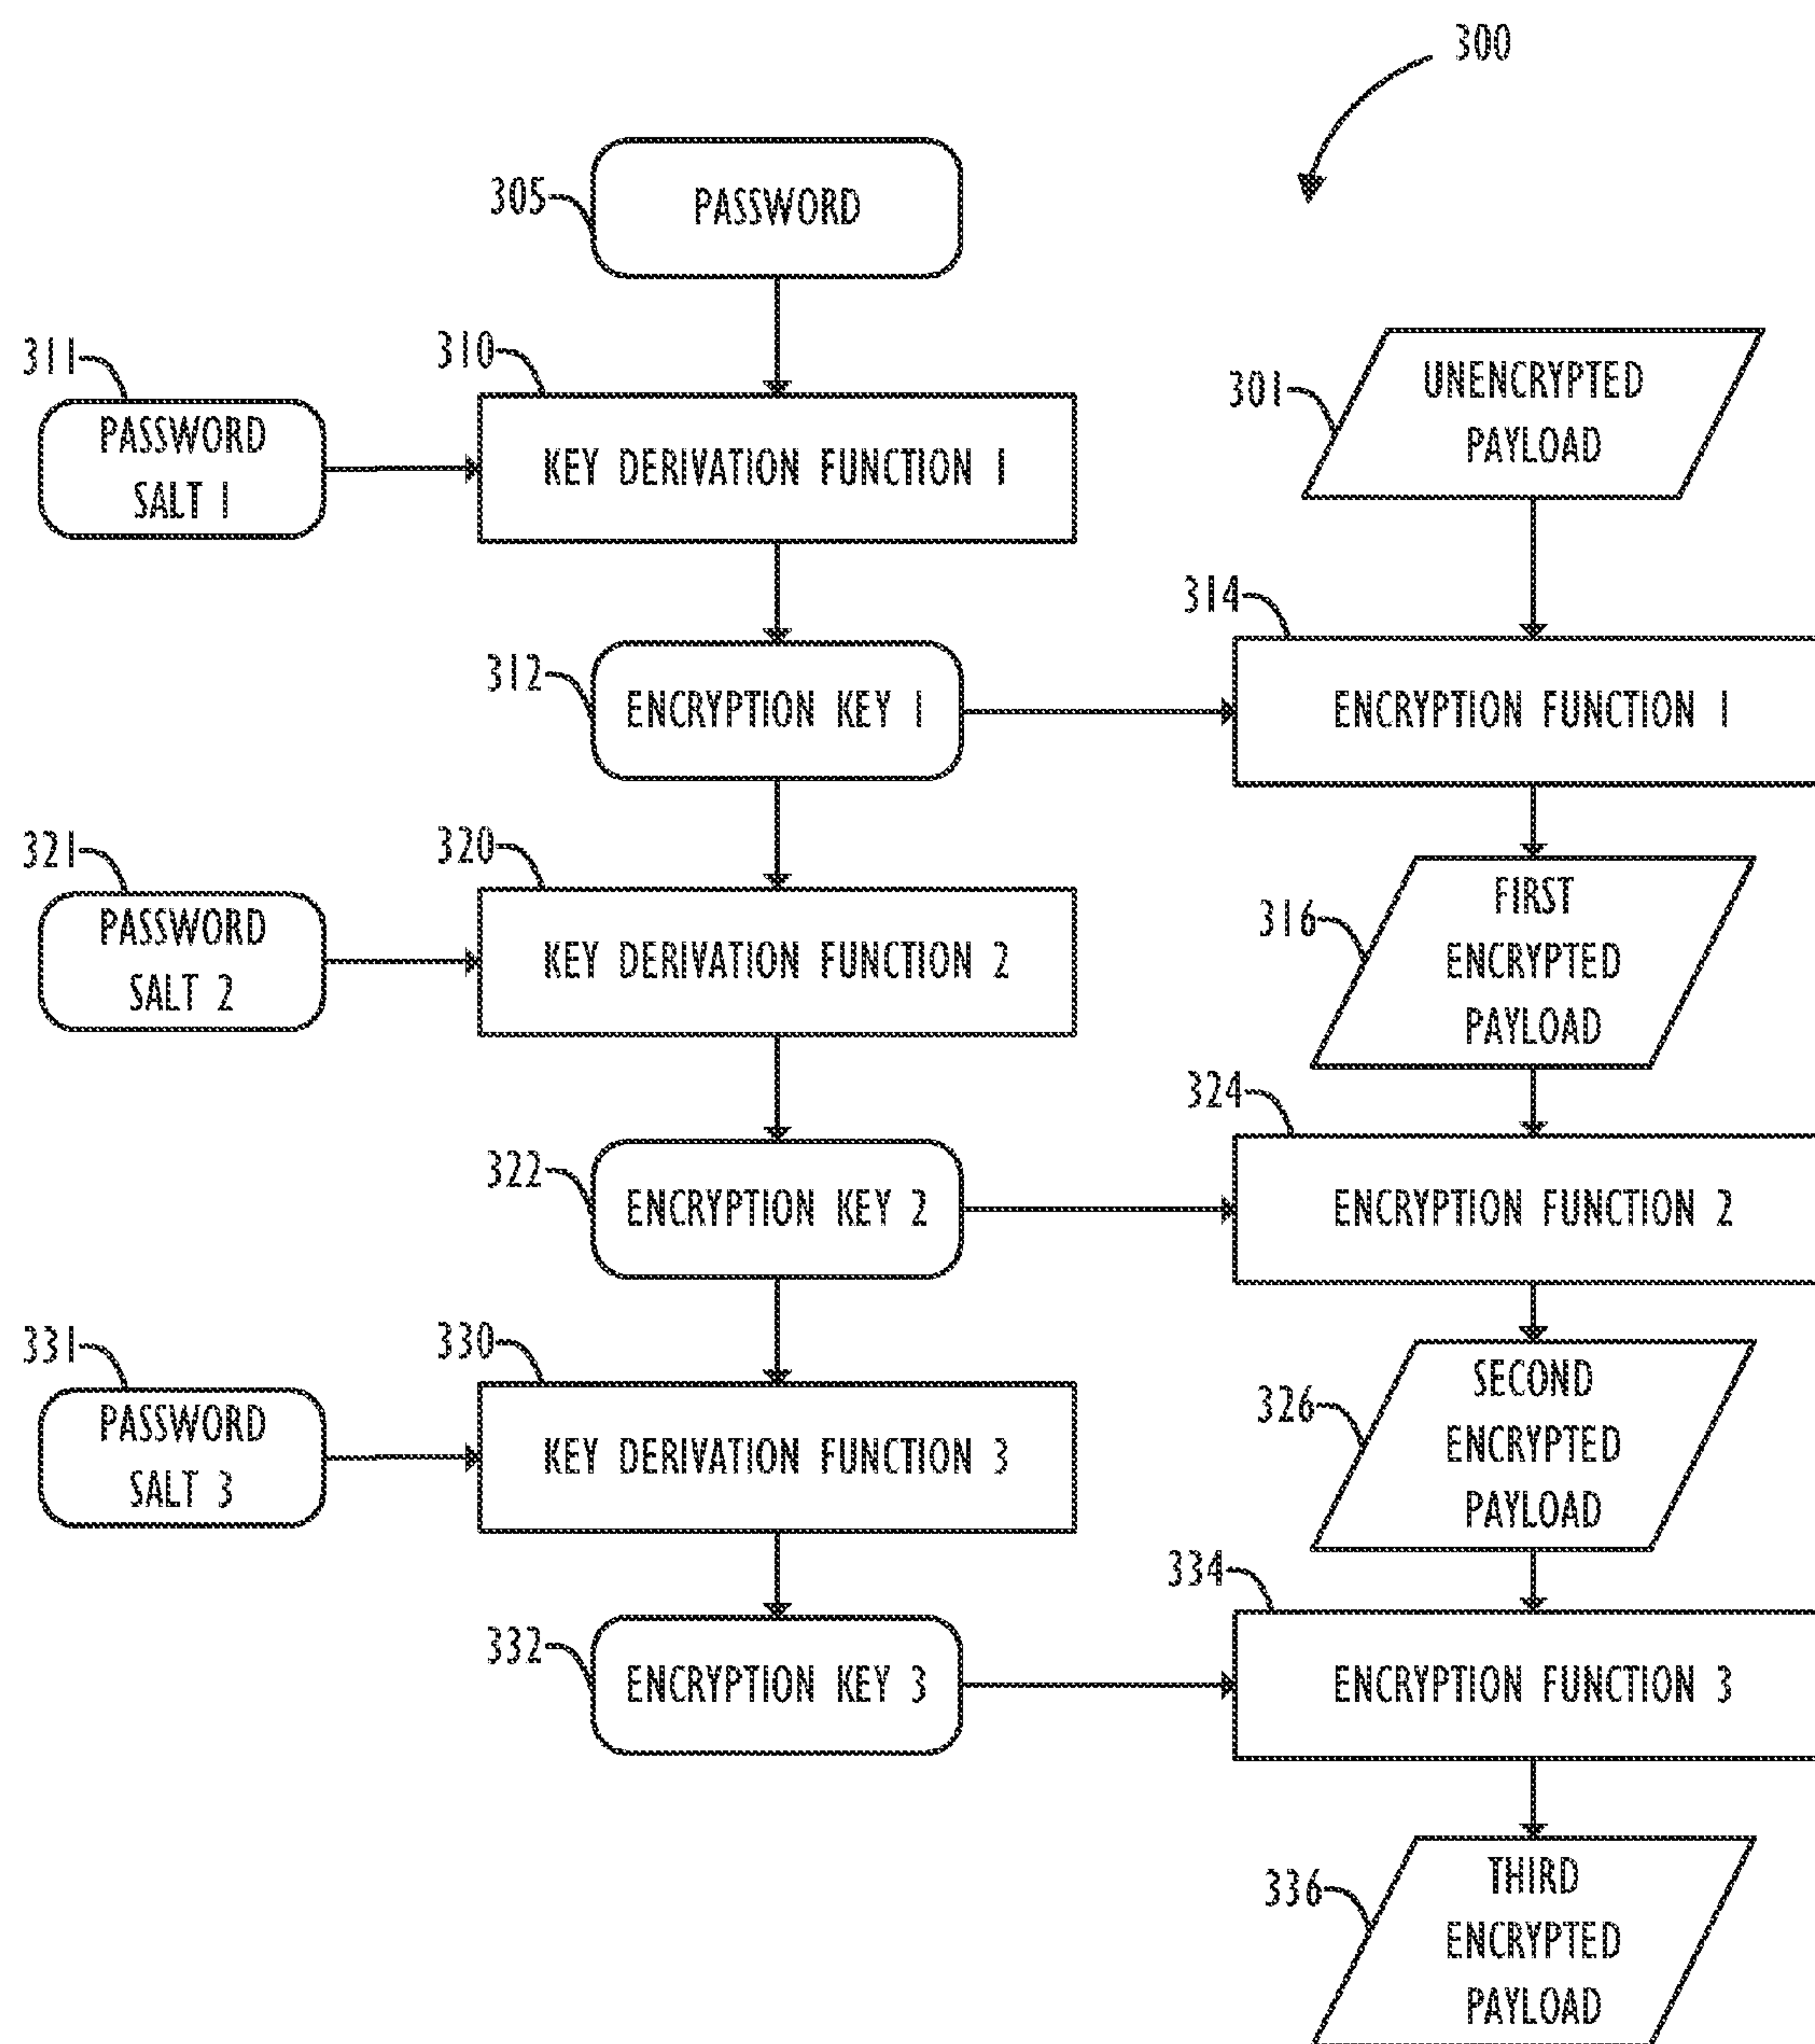 300
305
PASSWORD
311
310
301
UNENCRYPTED
PAYLOAD
PASSWORD
SALT 1
KEY DERIVATION FUNCTION 1
314
312
ENCRYPTION KEY 1
ENCRYPTION FUNCTION 1
321
320
316
FIRST
ENCRYPTED
PAYLOAD
PASSWORD
SALT 2
KEY DERIVATION FUNCTION 2
324
322
ENCRYPTION KEY 2
ENCRYPTION FUNCTION 2
331
330
326
SECOND
ENCRYPTED
PAYLOAD
PASSWORD
SALT 3
KEY DERIVATION FUNCTION 3
334
332
ENCRYPTION KEY 3
ENCRYPTION FUNCTION 3
336
THIRD
ENCRYPTED
PAYLOAD